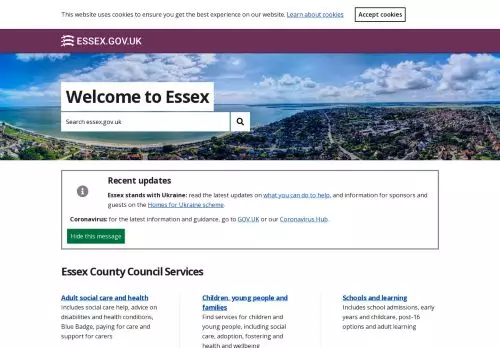 This website uses cookies to ensure you get the best experience on our website. Learn about cookies
Accept cookies
ESSEX.GOV.UK
Welcome to Essex
Search essex.gov.uk
Recent updates
Essex stands with Ukraine: read the latest updates on what you can do to help, and information for sponsors and
guests on the Homes for Ukraine scheme.
Coronavirus: for the latest information and guidance, go to GOV.UK or our Coronavirus Hub.
Hide this message
Essex County Council Services
Adult social care and health
Includes social care help, advice on
disabilities and health conditions,
Blue Badge, paying for care and
support for carers
Children, young people and
families
Find services for children and
young people, including social
care, adoption, fostering and
health and wellbeing
Schools and learning
Includes school admissions, early
years and childcare, post-16
options and adult learning